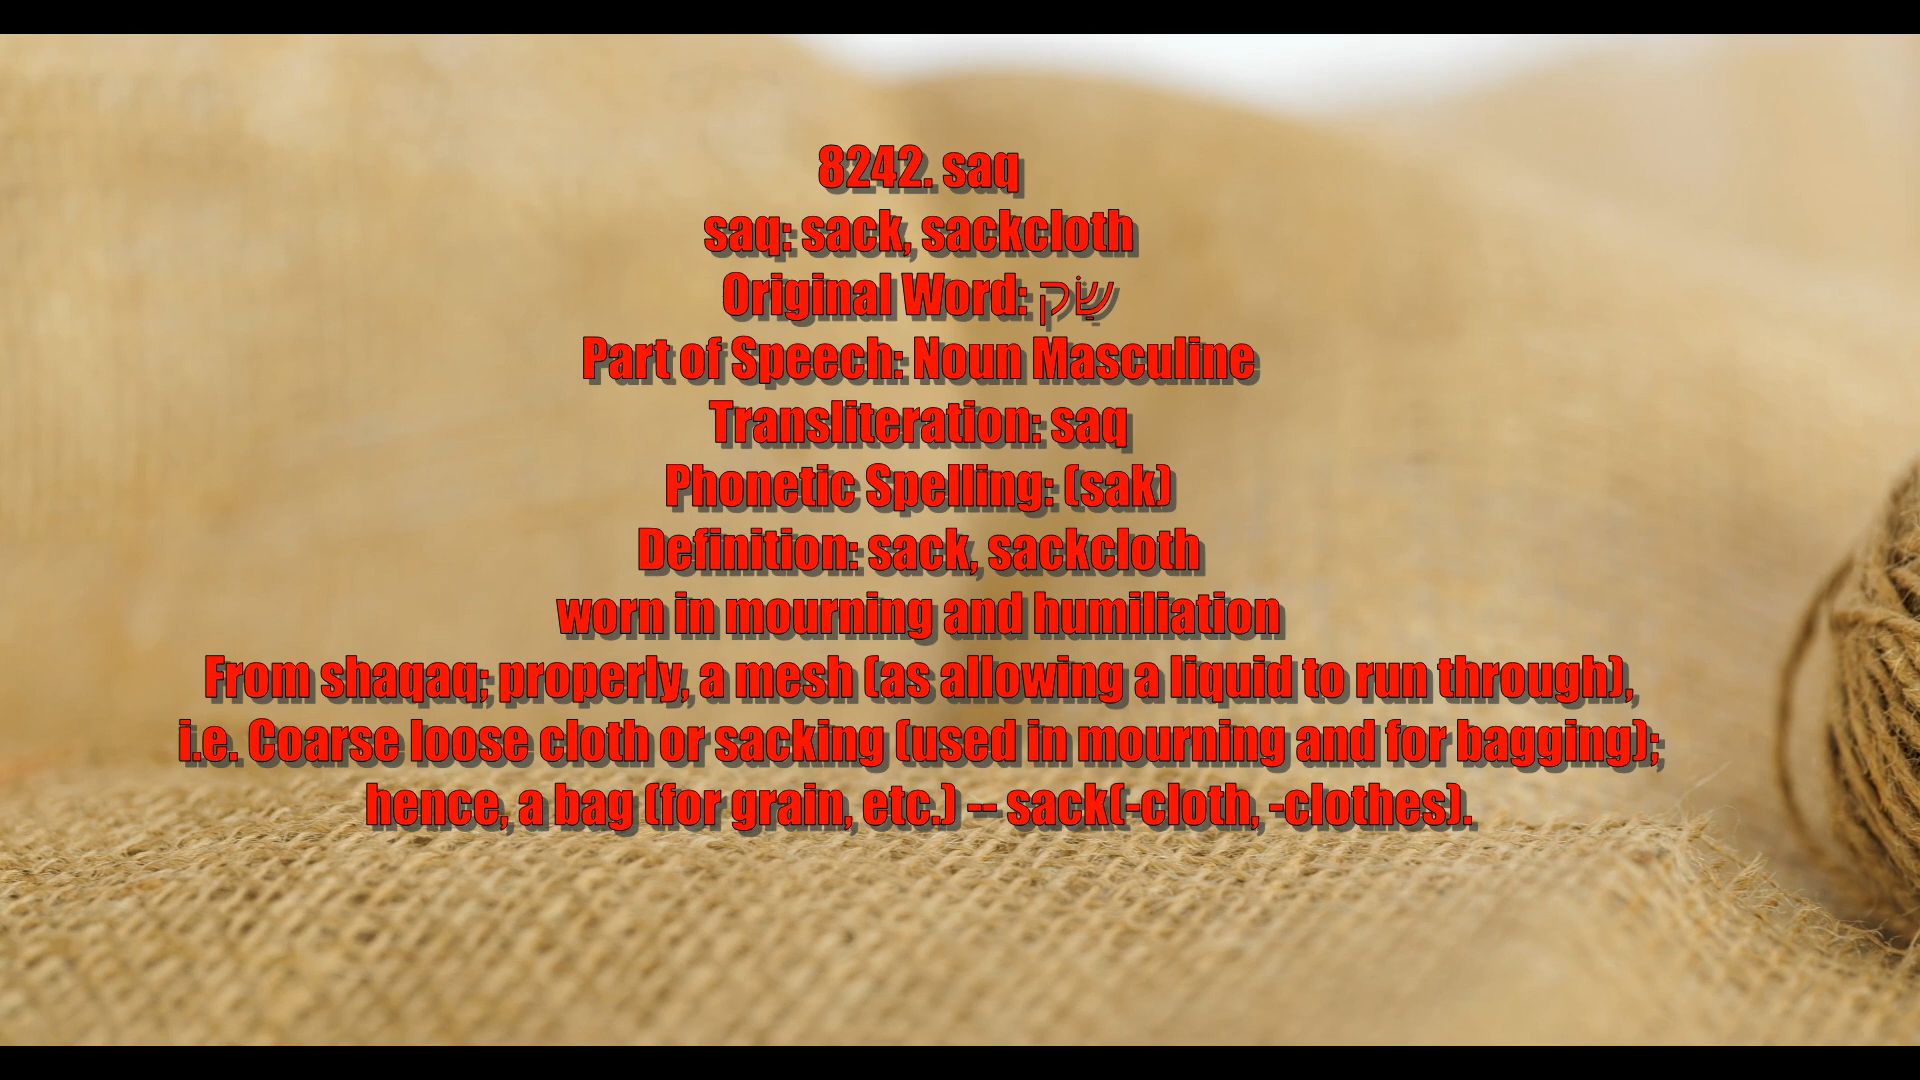 8242. saq
saq: sack, sackcloth
Original Word: שַׂק
Part of Speech: Noun Masculine
Transliteration: saq
Phonetic Spelling: (sak)
Definition: sack, sackcloth
worn in mourning and humiliation
From shaqaq; properly, a mesh (as allowing a liquid to run through),
i.e. Coarse loose cloth or sacking (used in mourning and for bagging);
hence, a bag (for grain, etc.) -- sack(-cloth, -clothes).